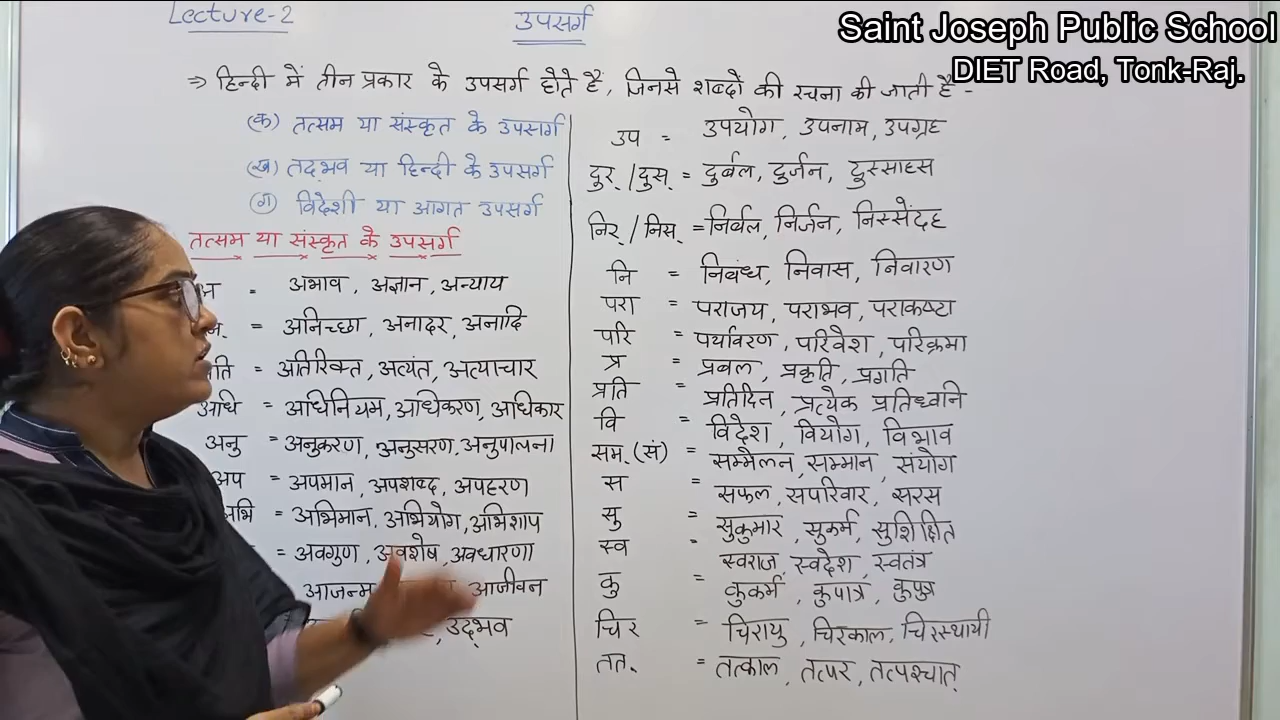 Lecture-2
उपसर्ग
Saint Joseph Public School
DIET Road, Tonk-Raj.
⇒ हिन्दी में तीन प्रकार के उपसर्ग होते हैं, जिनसे शब्दों की रचना की जाती है -
(क) तत्सम या संस्कृत के उपसर्ग
(ख) तद्भव या हिन्दी के उपसर्ग
(ग) विदेशी या आगत उपसर्ग
तत्सम या संस्कृत के उपसर्ग
= अभाव, अज्ञान, अन्याय
= अनिच्छा, अनादर, अनादि
= अतिरिक्त, अत्यंत, अत्याचार
अधि = अधिनियम, अधिकरण, अधिकार
अनु = अनुकरण, अनुसरण, अनुपालना
अप = अपमान, अपशब्द, अपहरण
= अभिमान, अभियोग, अभिशाप
= अवगुण, अवशेष, अवधारणा
आजन्म आजीवन
, उद्भव
उप = उपयोग, उपनाम, उपग्रह
दुर् / दुस् = दुर्बल, दुर्जन, दुस्साहस
निर् / निस् = निर्बल, निर्जन, निस्संदेह
नि = निबंध, निवास, निवारण
परा = पराजय, पराभव, पराकष्टा
परि = पर्यावरण, परिवेश, परिक्रमा
प्र = प्रबल, प्रकृति, प्रगति
प्रति = प्रतिदिन, प्रत्येक प्रतिध्वनि
वि = विदेश, वियोग, विभाव
सम् (सं) = सम्मेलन, सम्मान, संयोग
स = सफल, सपरिवार, सरस
सु = सुकुमार, सुकर्म, सुशिक्षित
स्व - स्वराज, स्वदेश, स्वतंत्र
कु = कुकर्म, कुपात्र, कुपुत्र
चिर = चिरायु, चिरकाल, चिरस्थायी
तत् = तत्काल, तत्पर, तत्पश्चात्